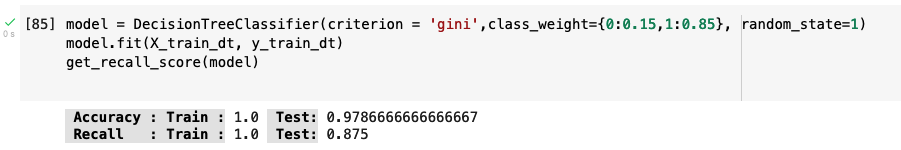 [85] model = DecisionTreeClassifier(criterion = 'gini',class_weight={0:0.15,1:0.85}, random_state=1)
0s model.fit(X_train_dt, y_train_dt)
get_recall_score(model)
Accuracy : Train : 1.0 Test: 0.9786666666666667
Recall : Train : 1.0 Test: 0.875